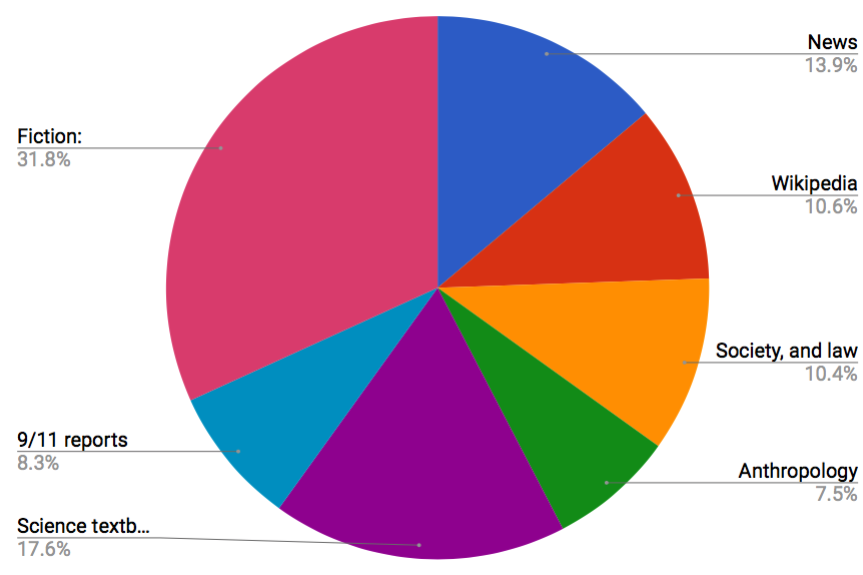 News
13.9%
Wikipedia
10.6%
Society, and law
10.4%
Anthropology
7.5%
Science textb...
17.6%
9/11 reports
8.3%
Fiction:
31.8%